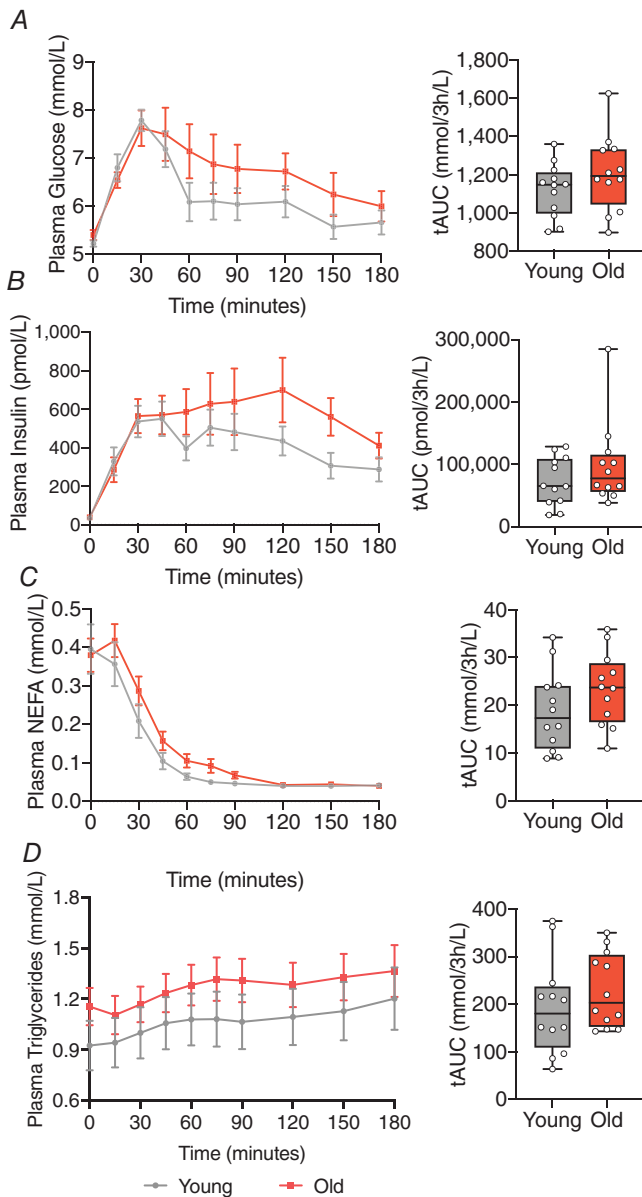 A
Plasma Glucose (mmol/L)
9
8
7
6
5
0 30 60 90 120 150 180
Time (minutes)
tAUC (mmol/3h/L)
1,800
1,600
1,400
1,200
1,000
800
Young Old
B
Plasma Insulin (pmol/L)
1,000
800
600
400
200
0
0 30 60 90 120 150 180
Time (minutes)
tAUC (pmol/3h/L)
300,000
200,000
100,000
0
Young Old
C
Plasma NEFA (mmol/L)
0.5
0.4
0.3
0.2
0.1
0.0
0 30 60 90 120 150 180
Time (minutes)
tAUC (mmol/3h/L)
40
30
20
10
0
Young Old
D
Plasma Triglycerides (mmol/L)
1.8
1.5
1.2
0.9
0.6
0 30 60 90 120 150 180
Time (minutes)
tAUC (mmol/3h/L)
400
300
200
100
0
Young Old
Young Old